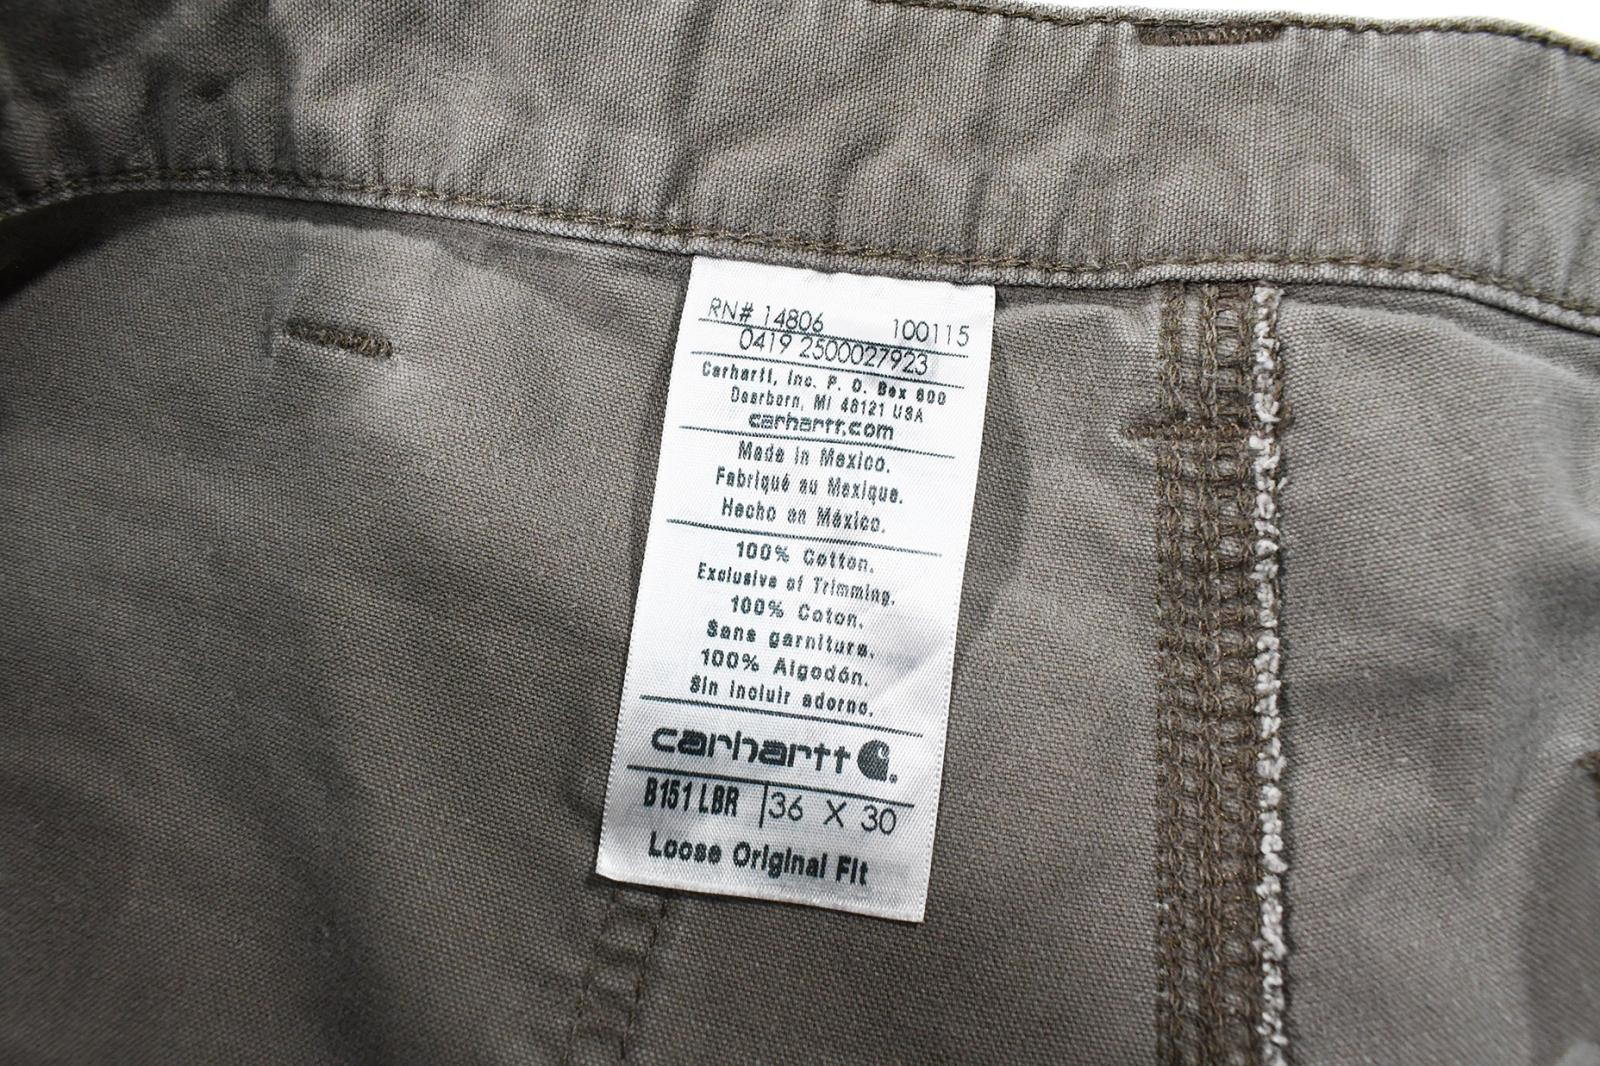 RN# 14806 100115
0419 2500027923
Carhartt, Inc. P. O. Box 600
Dearborn, MI 48121 USA
carhartt.com
Made in Mexico.
Fabriqué au Mexique.
Hecho en México.
100% Cotton.
Exclusive of Trimming.
100% Coton.
Sans garniture.
100% Algodón.
Sin incluir adorno.
carhartt
B151 LBR 36 X 30
Loose Original Fit